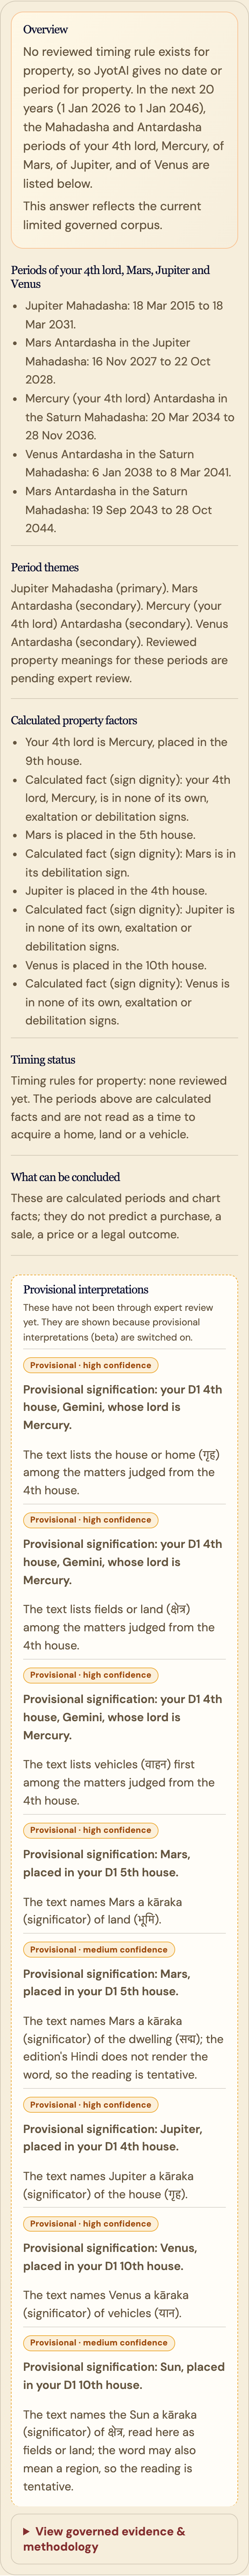 Overview
No reviewed timing rule exists for
property, so JyotAI gives no date or
period for property. In the next 20
years (1 Jan 2026 to 1 Jan 2046),
the Mahadasha and Antardasha
periods of your 4th lord, Mercury, of
Mars, of Jupiter, and of Venus are
listed below.
This answer reflects the current
limited governed corpus.
Periods of your 4th lord, Mars, Jupiter and
Venus
• Jupiter Mahadasha: 18 Mar 2015 to 18
Mar 2031.
• Mars Antardasha in the Jupiter
Mahadasha: 16 Nov 2027 to 22 Oct
2028.
• Mercury (your 4th lord) Antardasha in
the Saturn Mahadasha: 20 Mar 2034 to
28 Nov 2036.
• Venus Antardasha in the Saturn
Mahadasha: 6 Jan 2038 to 8 Mar 2041.
• Mars Antardasha in the Saturn
Mahadasha: 19 Sep 2043 to 28 Oct
2044.
Period themes
Jupiter Mahadasha (primary). Mars
Antardasha (secondary). Mercury (your
4th lord) Antardasha (secondary). Venus
Antardasha (secondary). Reviewed
property meanings for these periods are
pending expert review.
Calculated property factors
• Your 4th lord is Mercury, placed in the
9th house.
• Calculated fact (sign dignity): your 4th
lord, Mercury, is in none of its own,
exaltation or debilitation signs.
• Mars is placed in the 5th house.
• Calculated fact (sign dignity): Mars is in
its debilitation sign.
• Jupiter is placed in the 4th house.
• Calculated fact (sign dignity): Jupiter is
in none of its own, exaltation or
debilitation signs.
• Venus is placed in the 10th house.
• Calculated fact (sign dignity): Venus is
in none of its own, exaltation or
debilitation signs.
Timing status
Timing rules for property: none reviewed
yet. The periods above are calculated
facts and are not read as a time to
acquire a home, land or a vehicle.
What can be concluded
These are calculated periods and chart
facts; they do not predict a purchase, a
sale, a price or a legal outcome.
Provisional interpretations
These have not been through expert review
yet. They are shown because provisional
interpretations (beta) are switched on.
Provisional · high confidence
Provisional signification: your D1 4th
house, Gemini, whose lord is
Mercury.
The text lists the house or home (गृह)
among the matters judged from the
4th house.
Provisional · high confidence
Provisional signification: your D1 4th
house, Gemini, whose lord is
Mercury.
The text lists fields or land (क्षेत्र)
among the matters judged from the
4th house.
Provisional · high confidence
Provisional signification: your D1 4th
house, Gemini, whose lord is
Mercury.
The text lists vehicles (वाहन) first
among the matters judged from the
4th house.
Provisional · high confidence
Provisional signification: Mars,
placed in your D1 5th house.
The text names Mars a kāraka
(significator) of land (भूमि).
Provisional · medium confidence
Provisional signification: Mars,
placed in your D1 5th house.
The text names Mars a kāraka
(significator) of the dwelling (सद्म); the
edition's Hindi does not render the
word, so the reading is tentative.
Provisional · high confidence
Provisional signification: Jupiter,
placed in your D1 4th house.
The text names Jupiter a kāraka
(significator) of the house (गृह).
Provisional · high confidence
Provisional signification: Venus,
placed in your D1 10th house.
The text names Venus a kāraka
(significator) of vehicles (यान).
Provisional · medium confidence
Provisional signification: Sun, placed
in your D1 10th house.
The text names the Sun a kāraka
(significator) of क्षेत्र, read here as
fields or land; the word may also
mean a region, so the reading is
tentative.
▶ View governed evidence &
methodology